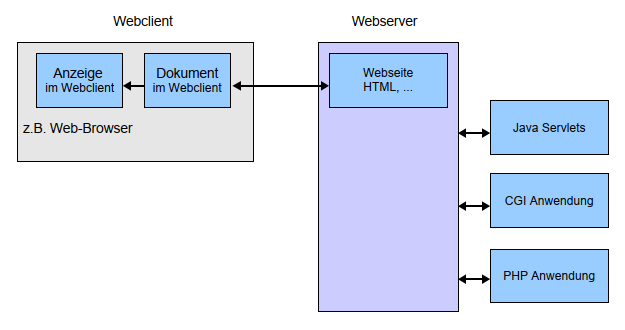 Webclient
Webserver
Anzeige
im Webclient
Dokument
im Webclient
z.B. Web-Browser
Webseite
HTML, ...
Java Servlets
CGI Anwendung
PHP Anwendung